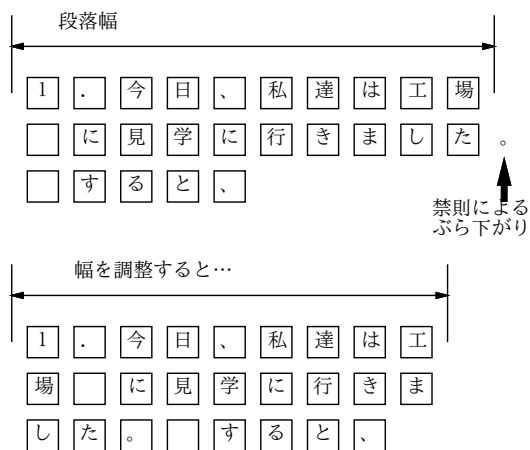 段落幅
1．今日、私達は工場
　に見学に行きました。
　すると、
禁則による
ぶら下がり
幅を調整すると…
1．今日、私達は工
場　に見学に行きま
した。　すると、